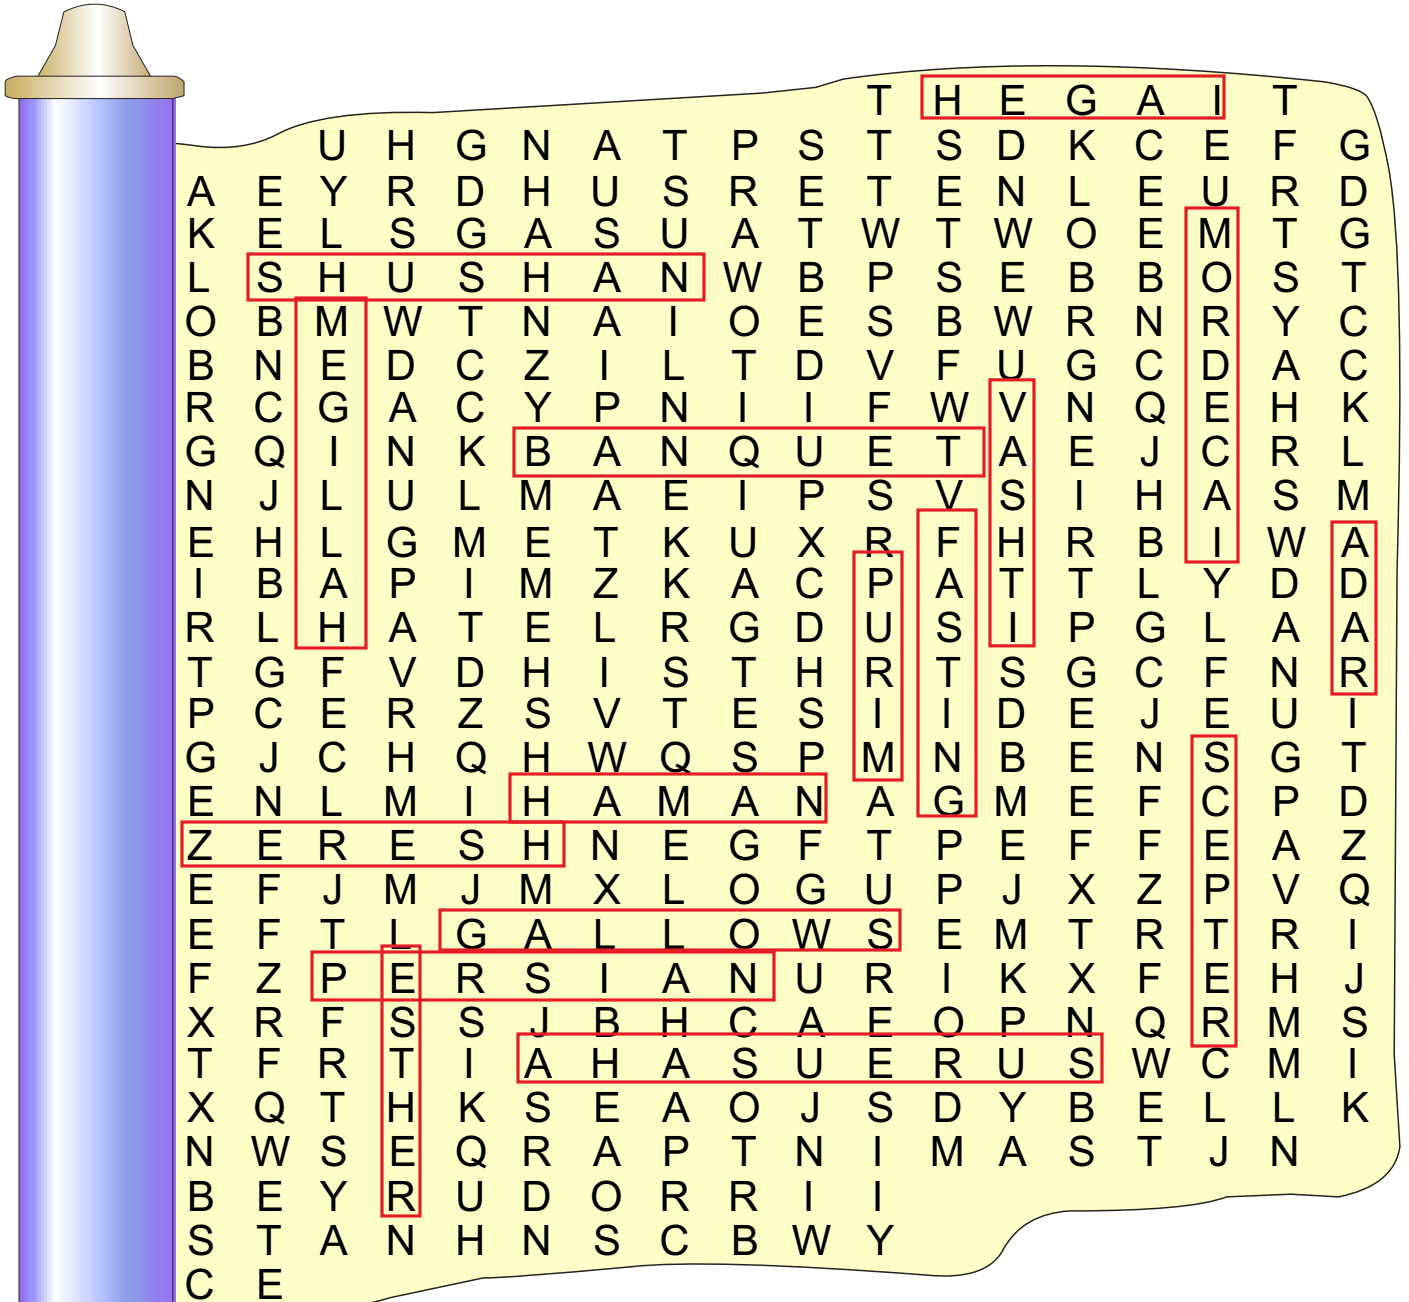 T H E G A I T
U H G N A T P S T S D K C E F G
A E Y R D H U S R E T E N L E U R D
K E L S G A S U A T W T W O E M T G
L S H U S H A N W B P S E B B O S T
O B M W T N A I O E S B W R N R Y C
B N E D C Z I L T D V F U G C D A C
R C G A C Y P N I I F W V N Q E H K
G Q I N K B A N Q U E T A E J C R L
N J L U L M A E I P S V S I H A S M
E H L G M E T K U X R F H R B I W A
I B A P I M Z K A C P A T T L Y D D
R L H A T E L R G D U S I P G L A A
T G F V D H I S T H R T S G C F N R
P C E R Z S V T E S I I D E J E U I
G J C H Q H W Q S P M N B E N S G T
E N L M I H A M A N A G M E F C P D
Z E R E S H N E G F T P E F F E A Z
E F J M J M X L O G U P J X Z P V Q
E F T L G A L L O W S E M T R T R I
F Z P E R S I A N U R I K X F E H J
X R F S S J B H C A E O P N Q R M S
T F R T I A H A S U E R U S W C M I
X Q T H K S E A O J S D Y B E L L K
N W S E Q R A P T N I M A S T J N
B E Y R U D O R R I I
S T A N H N S C B W Y
C E